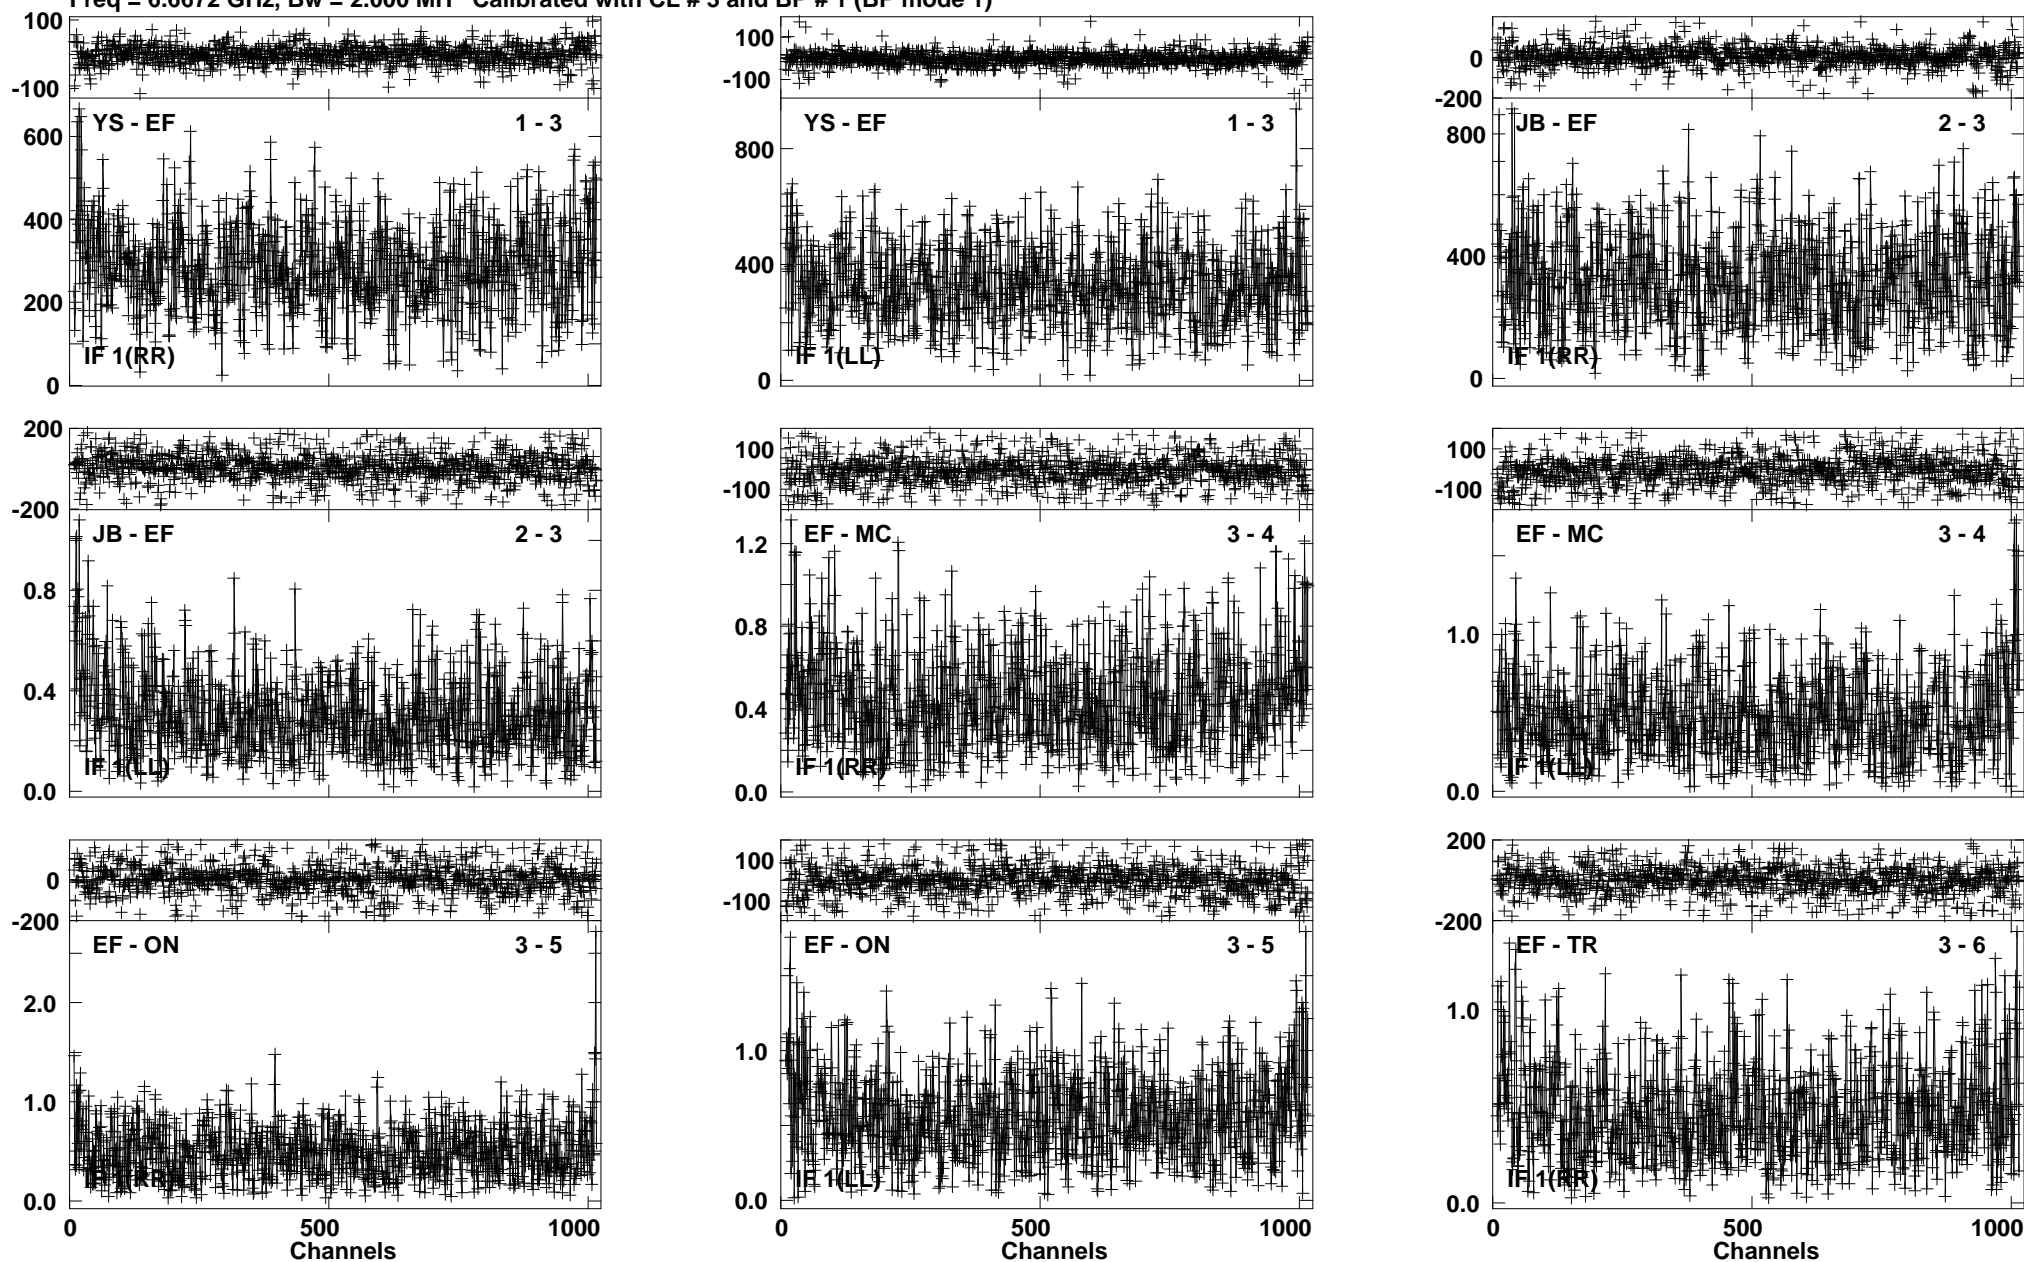 Freq = 6.6672 GHz, Bw = 2.000 MH Calibrated with CL # 3 and BP # 1 (BP mode 1)
100
-100
600
400
200
0
YS - EF 1 - 3
IF 1(RR)
100
-100
800
400
0
YS - EF 1 - 3
IF 1(LL)
0
-200
800
400
0
JB - EF 2 - 3
IF 1(RR)
200
-200
0.8
0.4
0.0
JB - EF 2 - 3
IF 1(LL)
100
-100
1.2
0.8
0.4
0.0
EF - MC 3 - 4
IF 1(RR)
100
-100
1.0
0.0
EF - MC 3 - 4
IF 1(LL)
0
-200
2.0
1.0
0.0
EF - ON 3 - 5
IF 1(RR)
0 500 1000
Channels
100
-100
1.0
0.0
EF - ON 3 - 5
IF 1(LL)
0 500 1000
Channels
200
-200
1.0
0.0
EF - TR 3 - 6
IF 1(RR)
0 500 1000
Channels